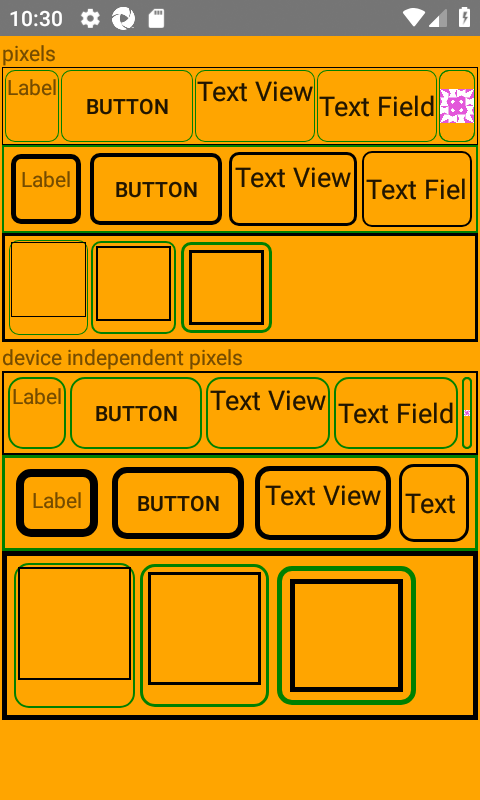 10:30
pixels
Label BUTTON Text View Text Field
Label BUTTON Text View Text Fiel
device independent pixels
Label BUTTON Text View Text Field
Label BUTTON Text View Text